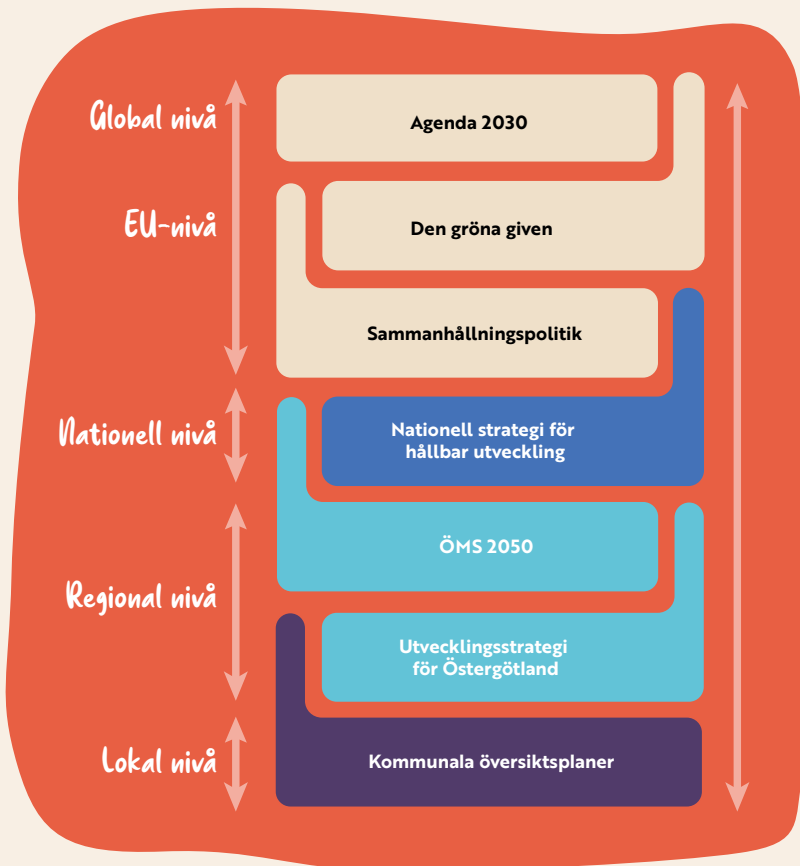 Global nivå
Agenda 2030
EU-nivå
Den gröna given
Sammanhållningspolitik
Nationell nivå
Nationell strategi för
hållbar utveckling
ÖMS 2050
Regional nivå
Utvecklingsstrategi
för Östergötland
Lokal nivå
Kommunala översiktsplaner